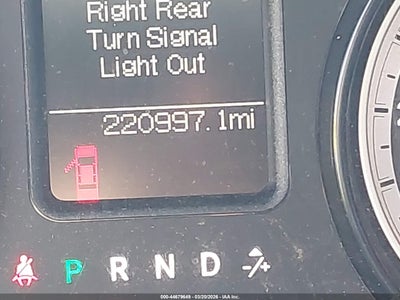 Right Rear
Turn Signal
Light Out
220997.1mi
P R N D -/+
000-44679649 - 03/20/2026 - IAA Inc.